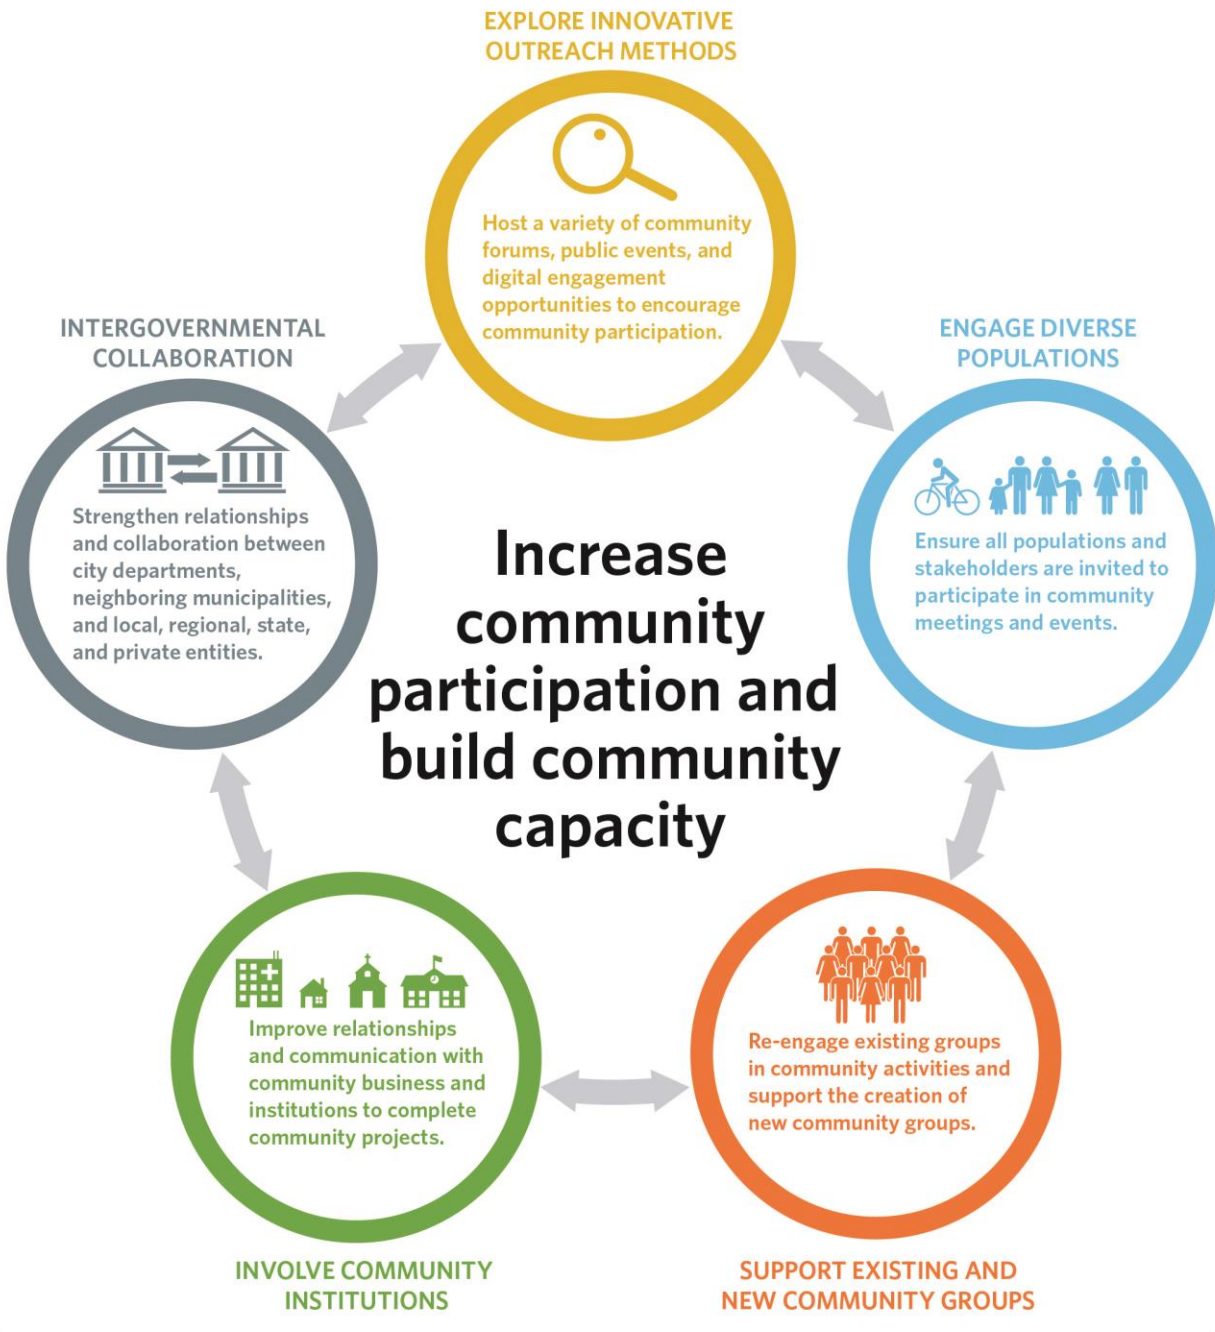 EXPLORE INNOVATIVE
OUTREACH METHODS
Host a variety of community
forums, public events, and
digital engagement
opportunities to encourage
community participation.
INTERGOVERNMENTAL
COLLABORATION
Strengthen relationships
and collaboration between
city departments,
neighboring municipalities,
and local, regional, state,
and private entities.
ENGAGE DIVERSE
POPULATIONS
Ensure all populations and
stakeholders are invited to
participate in community
meetings and events.
Increase
community
participation and
build community
capacity
Improve relationships
and communication with
community business and
institutions to complete
community projects.
INVOLVE COMMUNITY
INSTITUTIONS
Re-engage existing groups
in community activities and
support the creation of
new community groups.
SUPPORT EXISTING AND
NEW COMMUNITY GROUPS